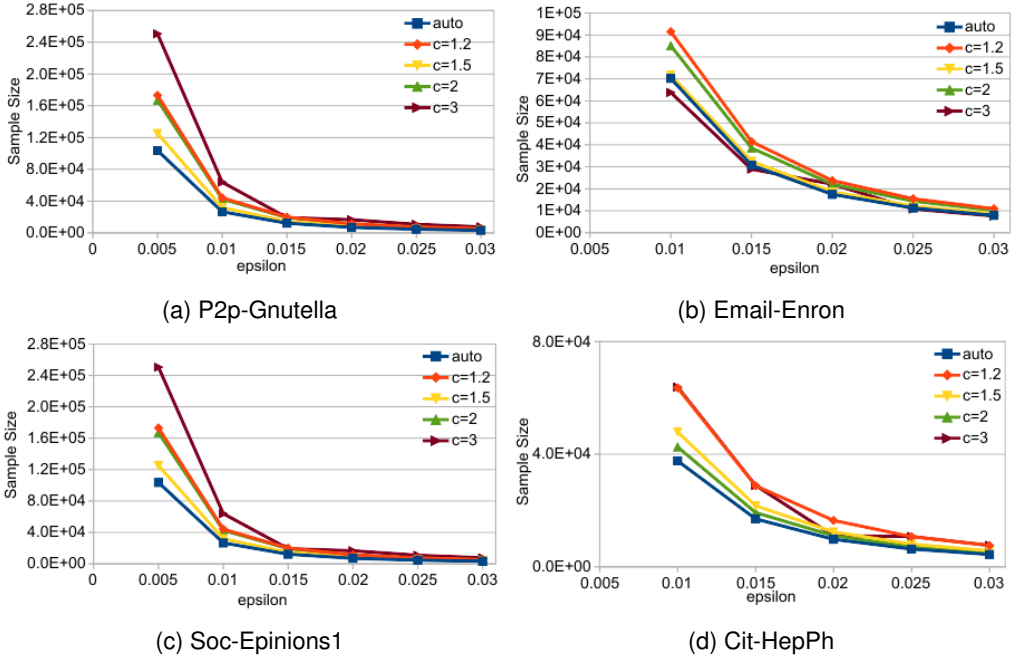 2.8E+05
2.4E+05
2.0E+05
1.6E+05
1.2E+05
8.0E+04
4.0E+04
0.0E+00
Sample Size
0 0.005 0.01 0.015 0.02 0.025 0.03
epsilon
auto
c=1.2
c=1.5
c=2
c=3
(a) P2p-Gnutella
1E+05
9E+04
8E+04
7E+04
6E+04
5E+04
4E+04
3E+04
2E+04
1E+04
0E+00
Sample Size
0.005 0.01 0.015 0.02 0.025 0.03
epsilon
auto
c=1.2
c=1.5
c=2
c=3
(b) Email-Enron
2.8E+05
2.4E+05
2.0E+05
1.6E+05
1.2E+05
8.0E+04
4.0E+04
0.0E+00
Sample Size
0 0.005 0.01 0.015 0.02 0.025 0.03
epsilon
auto
c=1.2
c=1.5
c=2
c=3
(c) Soc-Epinions1
8.0E+04
4.0E+04
0.0E+00
Sample Size
0.005 0.01 0.015 0.02 0.025 0.03
epsilon
auto
c=1.2
c=1.5
c=2
c=3
(d) Cit-HepPh